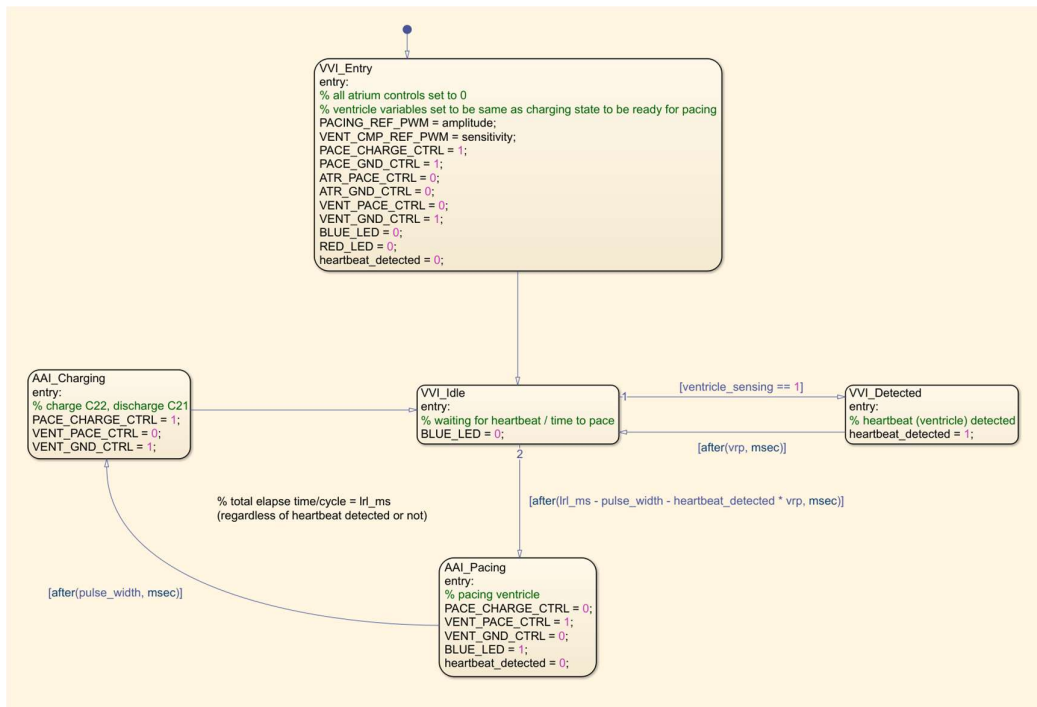 VVI_Entry
entry:
% all atrium controls set to 0
% ventricle variables set to be same as charging state to be ready for pacing
PACING_REF_PWM = amplitude;
VENT_CMP_REF_PWM = sensitivity;
PACE_CHARGE_CTRL = 1;
PACE_GND_CTRL = 1;
ATR_PACE_CTRL = 0;
ATR_GND_CTRL = 0;
VENT_PACE_CTRL = 0;
VENT_GND_CTRL = 1;
BLUE_LED = 0;
RED_LED = 0;
heartbeat_detected = 0;
AAI_Charging
entry:
% charge C22, discharge C21
PACE_CHARGE_CTRL = 1;
VENT_PACE_CTRL = 0;
VENT_GND_CTRL = 1;
VVI_Idle
entry:
% waiting for heartbeat / time to pace
BLUE_LED = 0;
1
[ventricle_sensing == 1]
VVI_Detected
entry:
% heartbeat (ventricle) detected
heartbeat_detected = 1;
[after(vrp, msec)]
2
% total elapse time/cycle = lrl_ms
(regardless of heartbeat detected or not)
[after(lrl_ms - pulse_width - heartbeat_detected * vrp, msec)]
[after(pulse_width, msec)]
AAI_Pacing
entry:
% pacing ventricle
PACE_CHARGE_CTRL = 0;
VENT_PACE_CTRL = 1;
VENT_GND_CTRL = 0;
BLUE_LED = 1;
heartbeat_detected = 0;